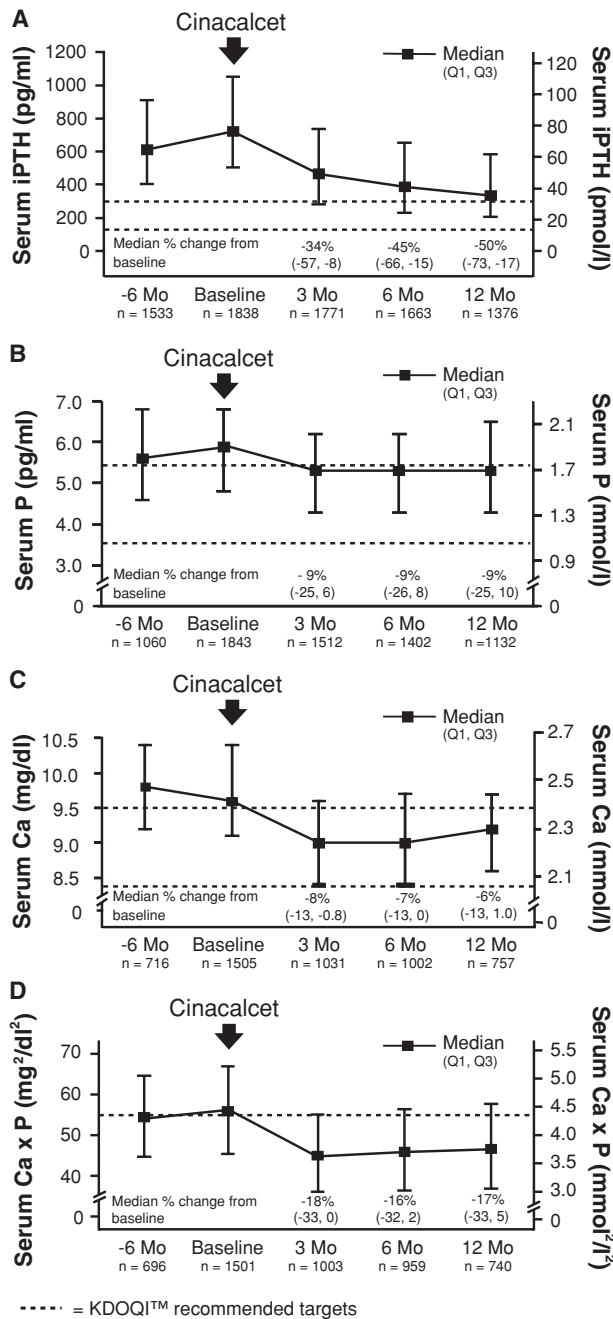 A
Cinacalcet
Serum iPTH (pg/ml)
1200
1000
800
600
400
200
0
Median
(Q1, Q3)
120
100
80
60
40
20
0
Serum iPTH (pmol/l)
Median % change from baseline
-34% (-57, -8)
-45% (-66, -15)
-50% (-73, -17)
-6 Mo Baseline 3 Mo 6 Mo 12 Mo
n = 1533 n = 1838 n = 1771 n = 1663 n = 1376
B
Cinacalcet
Serum P (pg/ml)
7.0
6.0
5.0
4.0
3.0
0
Median
(Q1, Q3)
2.1
1.7
1.3
0.9
0
Serum P (mmol/l)
Median % change from baseline
- 9% (-25, 6)
-9% (-26, 8)
-9% (-25, 10)
-6 Mo Baseline 3 Mo 6 Mo 12 Mo
n = 1060 n = 1843 n = 1512 n = 1402 n =1132
C
Cinacalcet
Serum Ca (mg/dl)
10.5
10.0
9.5
9.0
8.5
0
Median
(Q1, Q3)
2.7
2.5
2.3
2.1
0
Serum Ca (mmol/l)
Median % change from baseline
-8% (-13, -0.8)
-7% (-13, 0)
-6% (-13, 1.0)
-6 Mo Baseline 3 Mo 6 Mo 12 Mo
n = 716 n = 1505 n = 1031 n = 1002 n = 757
D
Cinacalcet
Serum Ca x P (mg²/dl²)
70
60
50
40
0
Median
(Q1, Q3)
5.5
5.0
4.5
4.0
3.5
3.0
0
Serum Ca x P (mmol²/l²)
Median % change from baseline
-18% (-33, 0)
-16% (-32, 2)
-17% (-33, 5)
-6 Mo Baseline 3 Mo 6 Mo 12 Mo
n = 696 n = 1501 n = 1003 n = 959 n = 740
= KDOQI™ recommended targets